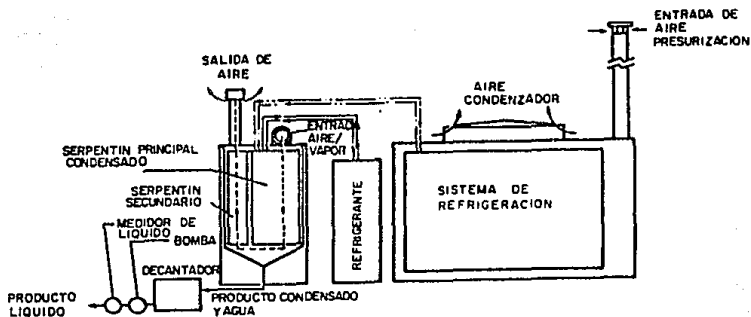 ENTRADA DE
AIRE
PRESURIZACION
SALIDA DE
AIRE
AIRE
CONDENZADOR
ENTRADA
AIRE/
VAPOR
SERPENTIN PRINCIPAL
CONDENSADO
SERPENTIN
SECUNDARIO
MEDIDOR DE
LIQUIDO
BOMBA
DECANTADOR
REFRIGERANTE
SISTEMA DE
REFRIGERACION
PRODUCTO
LIQUIDO
PRODUCTO CONDENSADO
Y AGUA